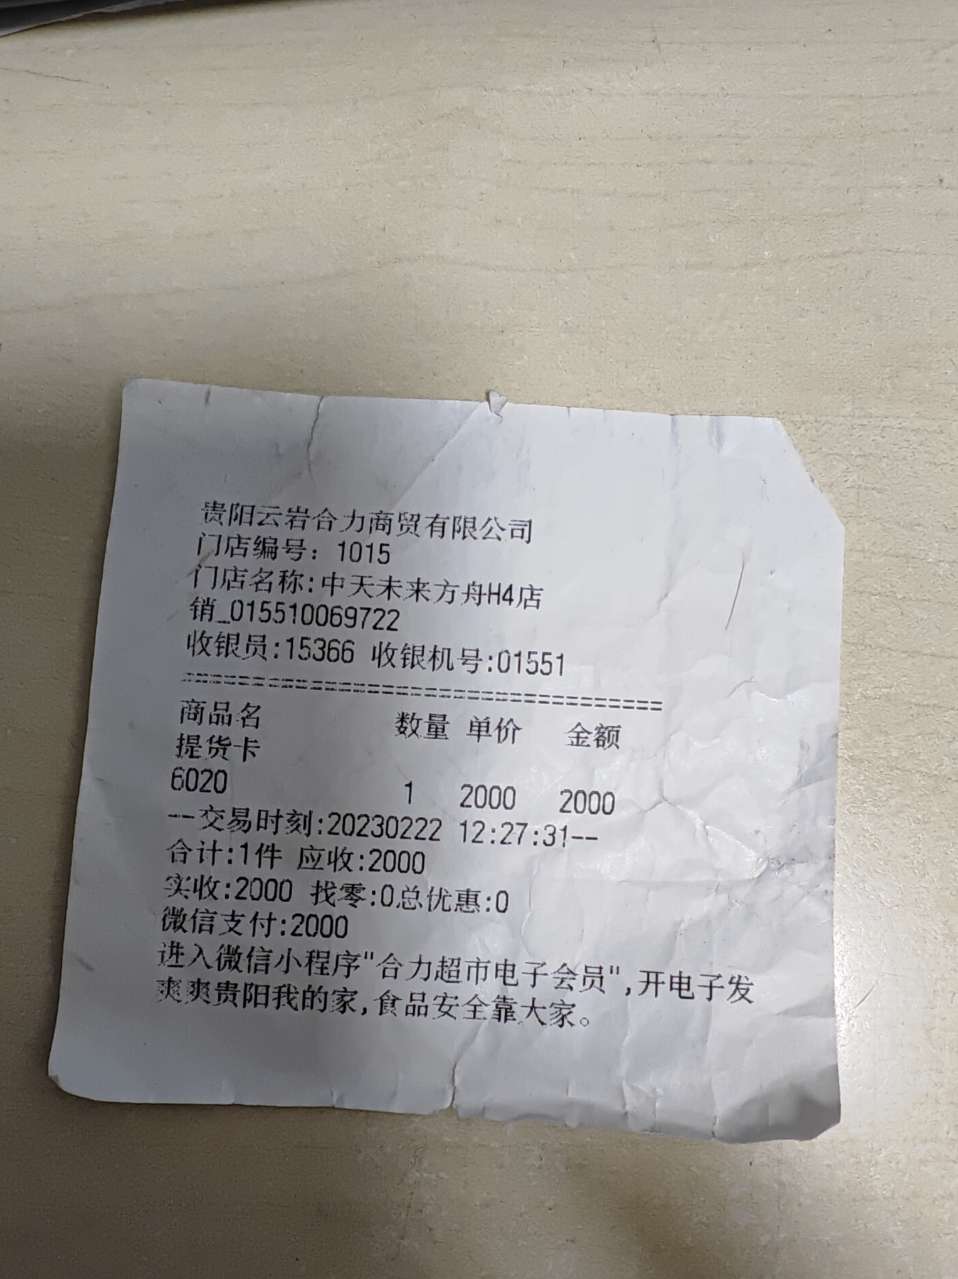 贵阳云岩合力商贸有限公司
门店编号：1015
门店名称:中天未来方舟H4店
销_015510069722
收银员:15366 收银机号:01551
==================================
商品名 数量 单价 金额
提货卡
6020 1 2000 2000
--交易时刻:20230222 12:27:31--
合计:1件 应收:2000
实收:2000 找零:0总优惠:0
微信支付:2000
进入微信小程序"合力超市电子会员",开电子发
爽爽贵阳我的家,食品安全靠大家。